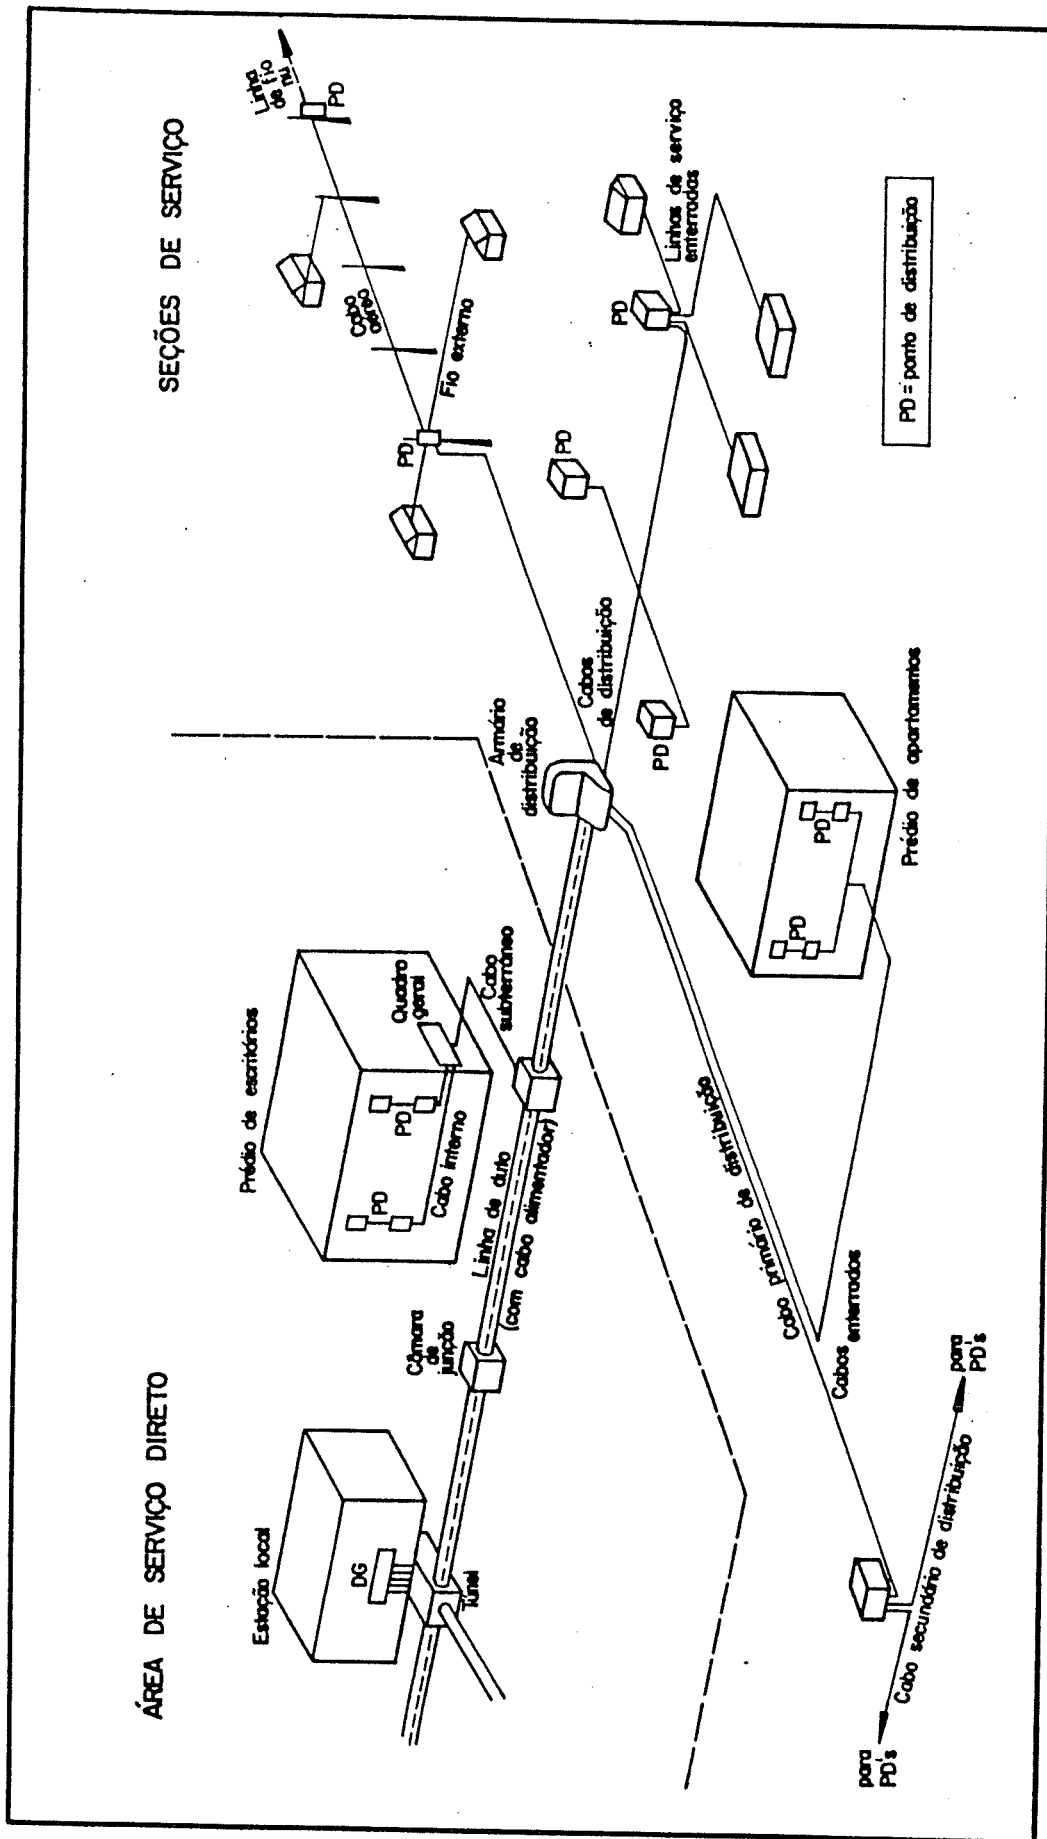 ÁREA DE SERVIÇO DIRETO
SEÇÕES DE SERVIÇO
Estação local
DG
Túnel
Câmara
de
junção
Linha de duto
(com cabo alimentador)
Prédio de escritórios
PD
PD
Cabo interno
Quadro
geral
Cabo
subterrâneo
Armário
de
distribuição
Cabos
de distribuição
PD
Cabo
aéreo
Fio externo
Linha
de fio
nu
PD
PD
PD
PD
Linhas de serviço
enterradas
PD = ponto de distribuição
Prédio de apartamentos
PD
PD
Cabo primário de distribuição
Cabos enterrados
Cabo secundário de distribuição
para
PD's
para
PD's